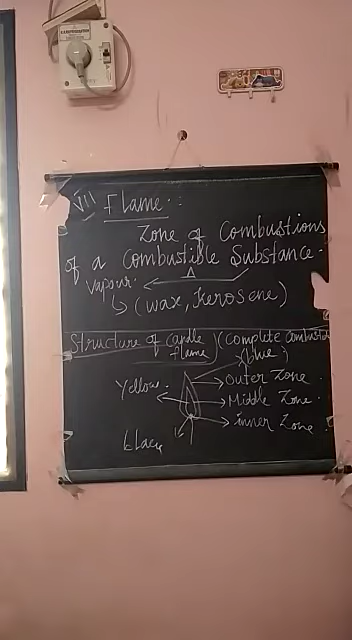 VII Flame :
Zone of Combustions
of a Combustible Substance.
Δ
Vapour.
(wax, Kerosene)
Structure of Candle (Complete Combustion
flame
(blue)
Yellow. Outer Zone.
Middle Zone.
inner Zone.
black